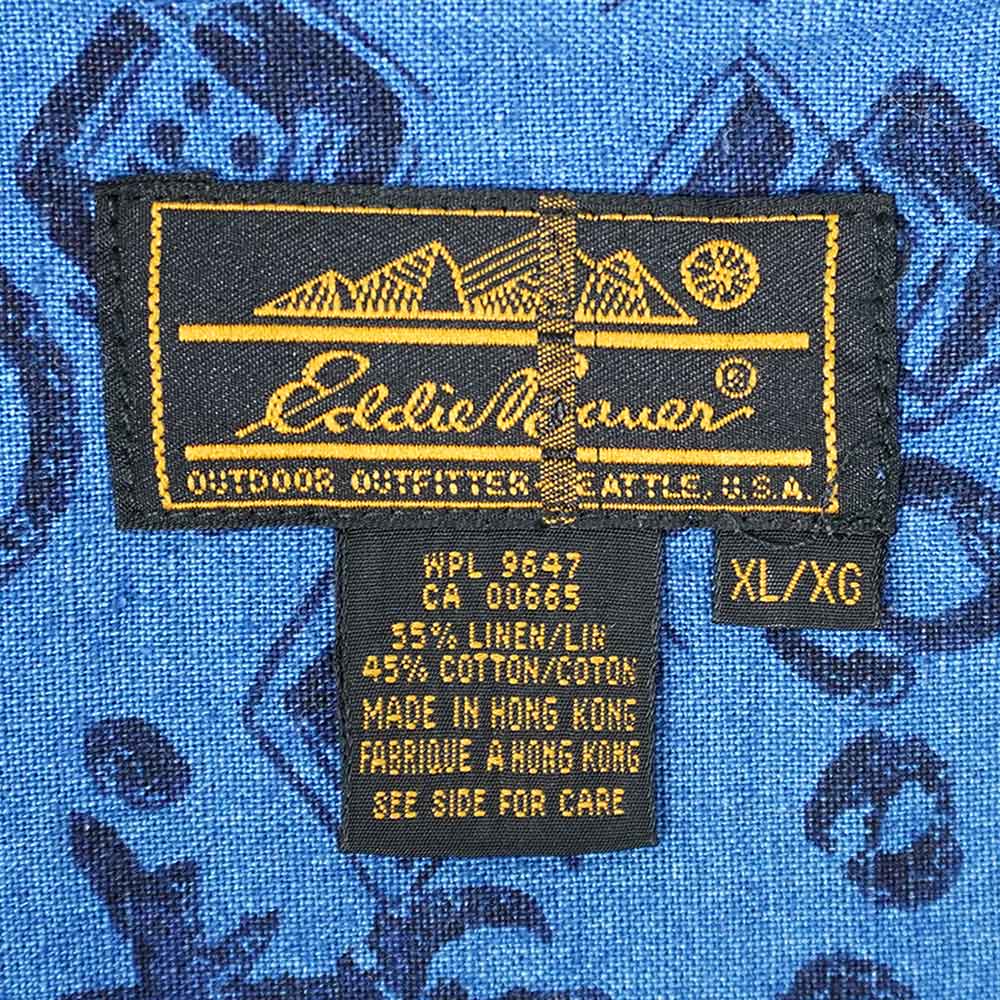 Eddie Bauer ®
OUTDOOR OUTFITTER SEATTLE, U.S.A.
WPL 9647
CA 00665
XL/XG
55% LINEN/LIN
45% COTTON/COTON
MADE IN HONG KONG
FABRIQUE A HONG KONG
SEE SIDE FOR CARE